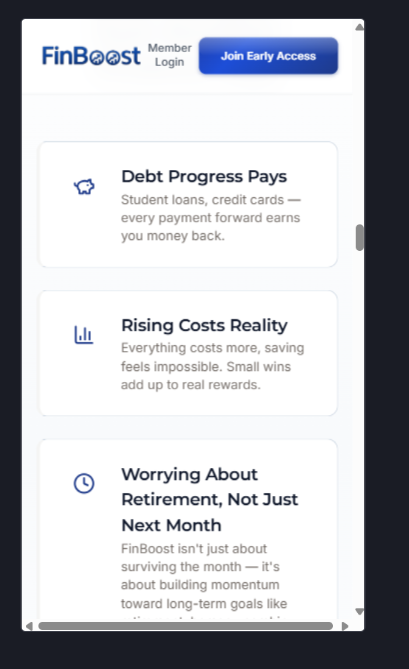 FinBoost
Member
Login
Join Early Access
Debt Progress Pays
Student loans, credit cards —
every payment forward earns
you money back.
Rising Costs Reality
Everything costs more, saving
feels impossible. Small wins
add up to real rewards.
Worrying About
Retirement, Not Just
Next Month
FinBoost isn't just about
surviving the month — it's
about building momentum
toward long-term goals like